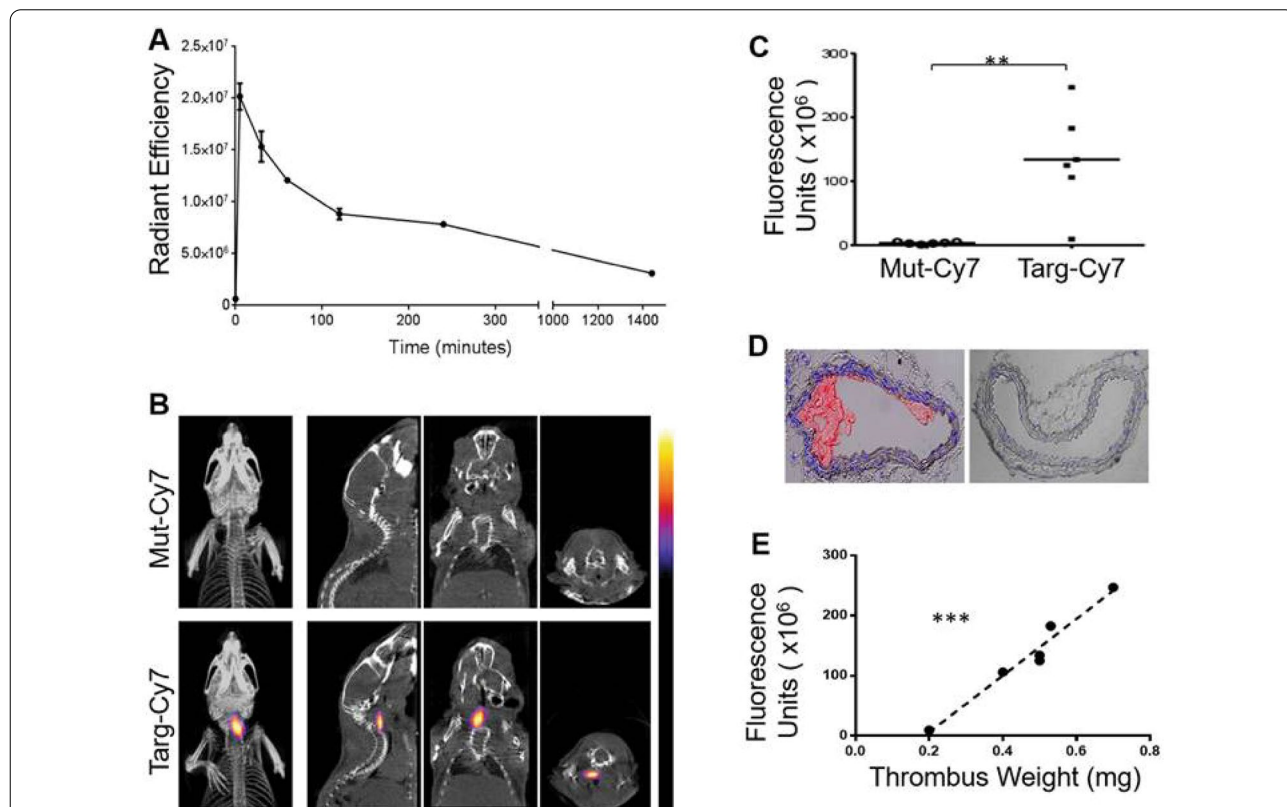 A
Radiant Efficiency
2.5x10⁷
2.0x10⁷
1.5x10⁷
1.0x10⁷
5.0x10⁶
0
0 100 200 300 1000 1200 1400
Time (minutes)
B
Mut-Cy7
Targ-Cy7
C
Fluorescence
Units ( x10⁶ )
300
200
100
0
**
Mut-Cy7 Targ-Cy7
D
E
Fluorescence
Units ( x10⁶ )
300
200
100
0
***
0.0 0.2 0.4 0.6 0.8
Thrombus Weight (mg)